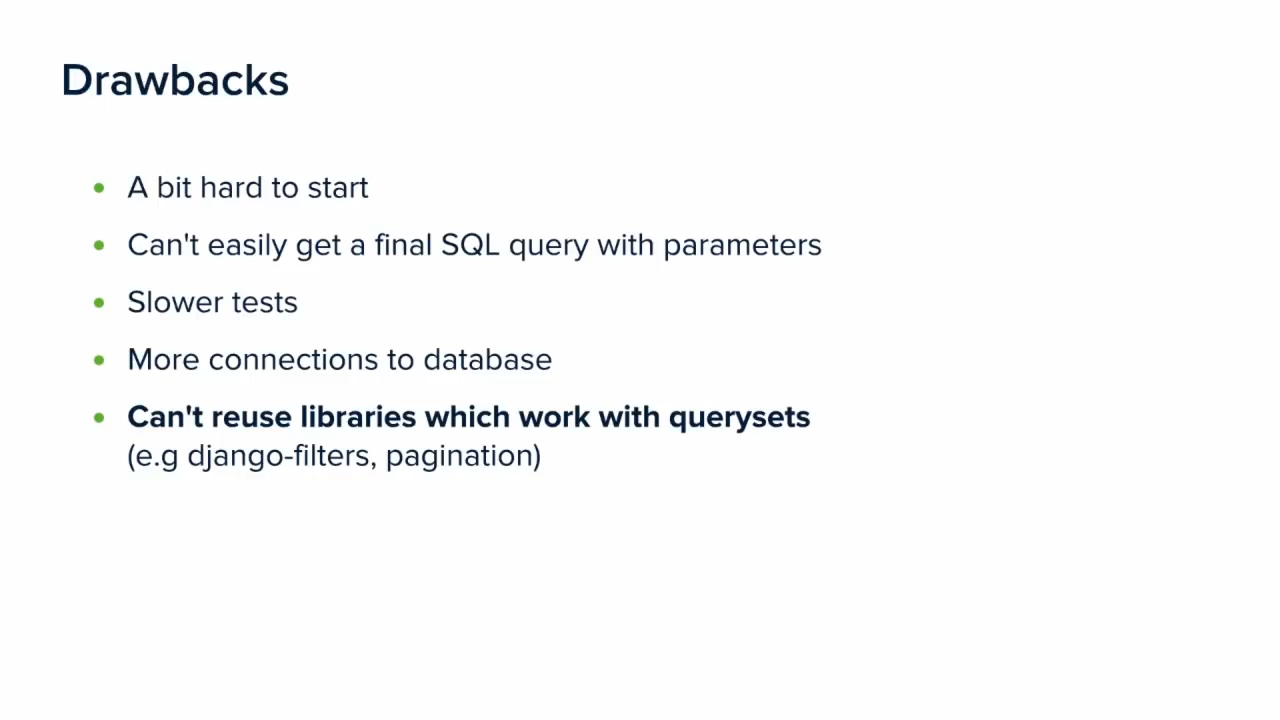 Drawbacks
• A bit hard to start
• Can't easily get a final SQL query with parameters
• Slower tests
• More connections to database
• Can't reuse libraries which work with querysets
(e.g django-filters, pagination)